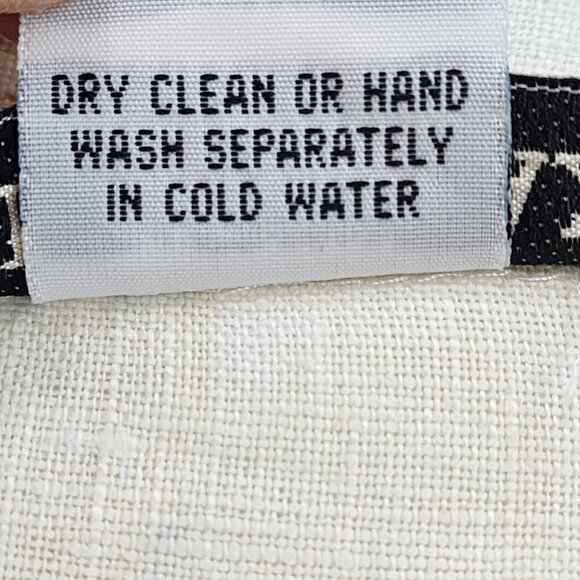 DRY CLEAN OR HAND
WASH SEPARATELY
IN COLD WATER